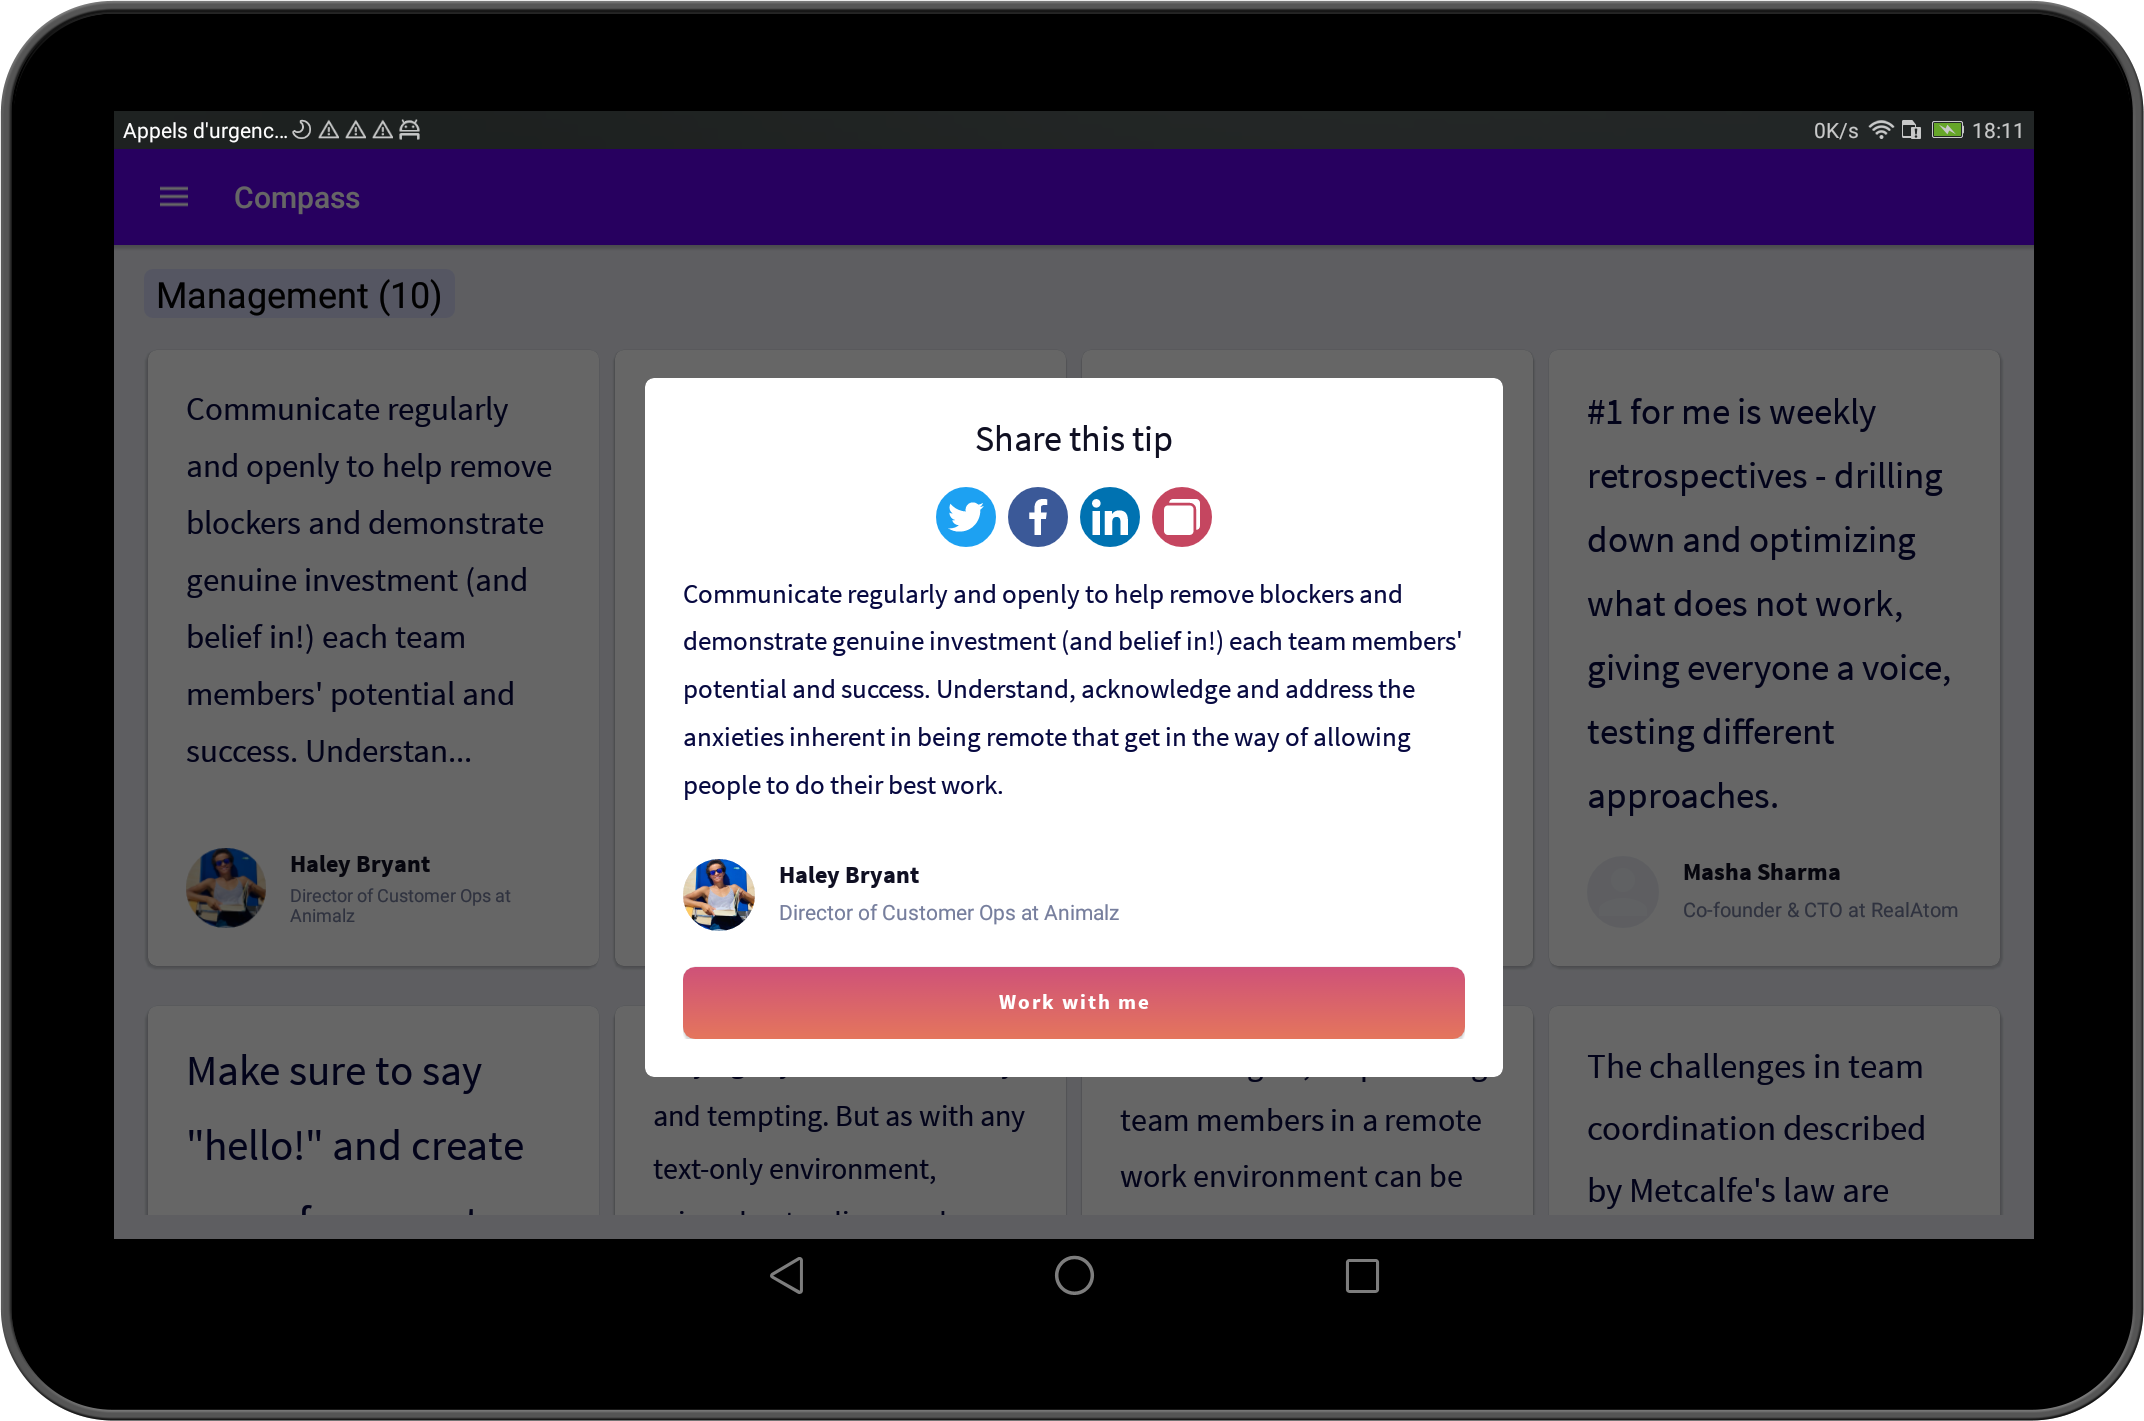 Appels d'urgenc...
0K/s
18:11
Compass
Management (10)
Communicate regularly
and openly to help remove
blockers and demonstrate
genuine investment (and
belief in!) each team
members' potential and
success. Understan...
Haley Bryant
Director of Customer Ops at
Animalz
Share this tip
Communicate regularly and openly to help remove blockers and
demonstrate genuine investment (and belief in!) each team members'
potential and success. Understand, acknowledge and address the
anxieties inherent in being remote that get in the way of allowing
people to do their best work.
Haley Bryant
Director of Customer Ops at Animalz
Work with me
#1 for me is weekly
retrospectives - drilling
down and optimizing
what does not work,
giving everyone a voice,
testing different
approaches.
Masha Sharma
Co-founder & CTO at RealAtom
Make sure to say
"hello!" and create
and tempting. But as with any
text-only environment,
team members in a remote
work environment can be
The challenges in team
coordination described
by Metcalfe's law are